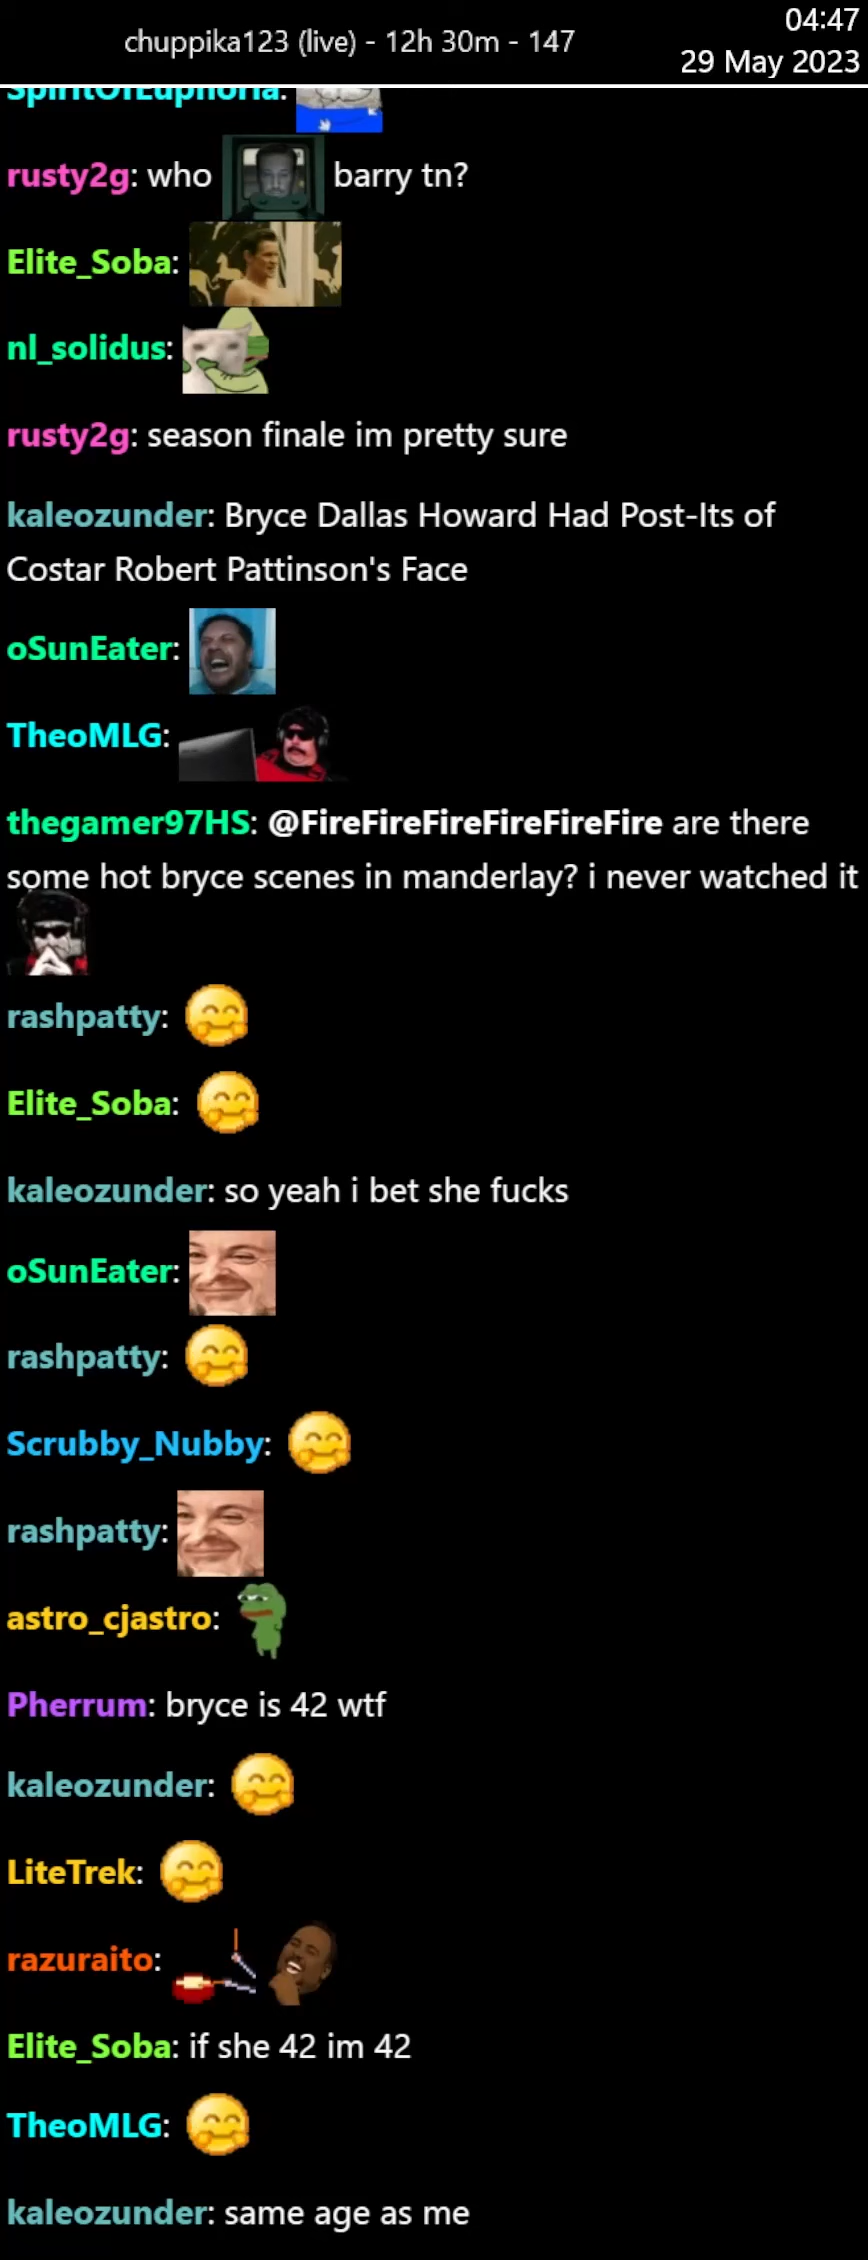 04:47
chuppika123 (live) - 12h 30m - 147
29 May 2023
SpiritOfEuphoria:
rusty2g: who barry tn?
Elite_Soba:
nl_solidus:
rusty2g: season finale im pretty sure
kaleozunder: Bryce Dallas Howard Had Post-Its of
Costar Robert Pattinson's Face
oSunEater:
TheoMLG:
thegamer97HS: @FireFireFireFireFireFire are there
some hot bryce scenes in manderlay? i never watched it
rashpatty:
Elite_Soba:
kaleozunder: so yeah i bet she fucks
oSunEater:
rashpatty:
Scrubby_Nubby:
rashpatty:
astro_cjastro:
Pherrum: bryce is 42 wtf
kaleozunder:
LiteTrek:
razuraito:
Elite_Soba: if she 42 im 42
TheoMLG:
kaleozunder: same age as me